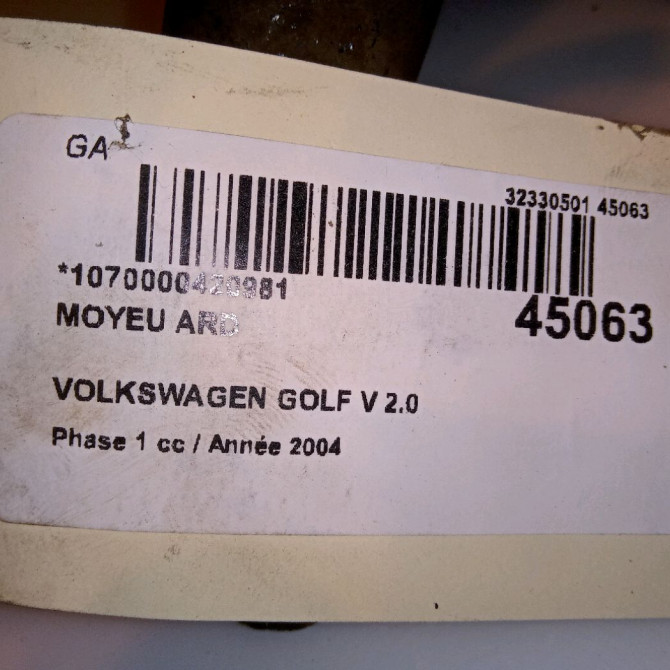 GA
32330501 45063
*1070000420981
MOYEU ARD
45063
VOLKSWAGEN GOLF V 2.0
Phase 1 cc / Année 2004